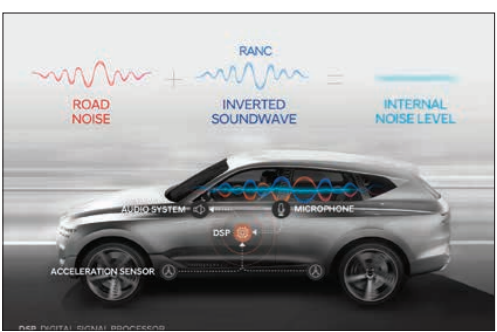 RANC
ROAD
NOISE
INVERTED
SOUNDWAVE
INTERNAL
NOISE LEVEL
AUDIO SYSTEM
MICROPHONE
DSP
ACCELERATION SENSOR
DSP DIGITAL SIGNAL PROCESSOR